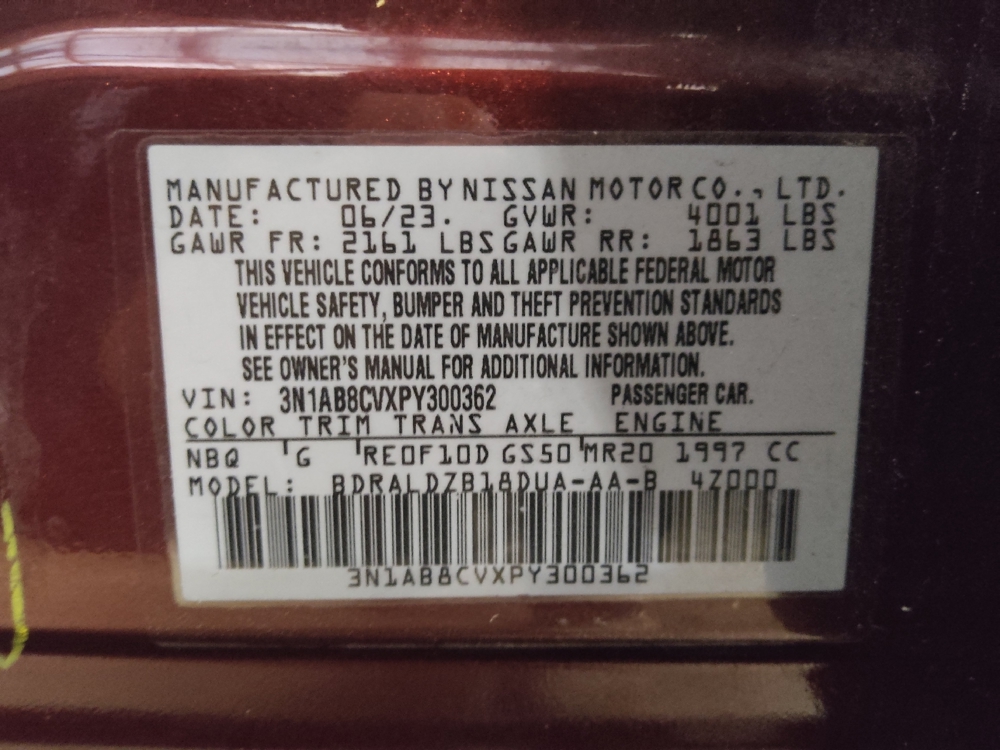 MANUFACTURED BY NISSAN MOTOR CO., LTD.
DATE: 06/23. GVWR: 4001 LBS
GAWR FR: 2161 LBS GAWR RR: 1863 LBS
THIS VEHICLE CONFORMS TO ALL APPLICABLE FEDERAL MOTOR
VEHICLE SAFETY, BUMPER AND THEFT PREVENTION STANDARDS
IN EFFECT ON THE DATE OF MANUFACTURE SHOWN ABOVE.
SEE OWNER'S MANUAL FOR ADDITIONAL INFORMATION.
VIN: 3N1AB8CVXPY300362 PASSENGER CAR.
COLOR TRIM TRANS AXLE ENGINE
NBQ G RE0F10D GS50 MR20 1997 CC
MODEL: BDRALDZB18DUA-AA-B 4Z000
3N1AB8CVXPY300362